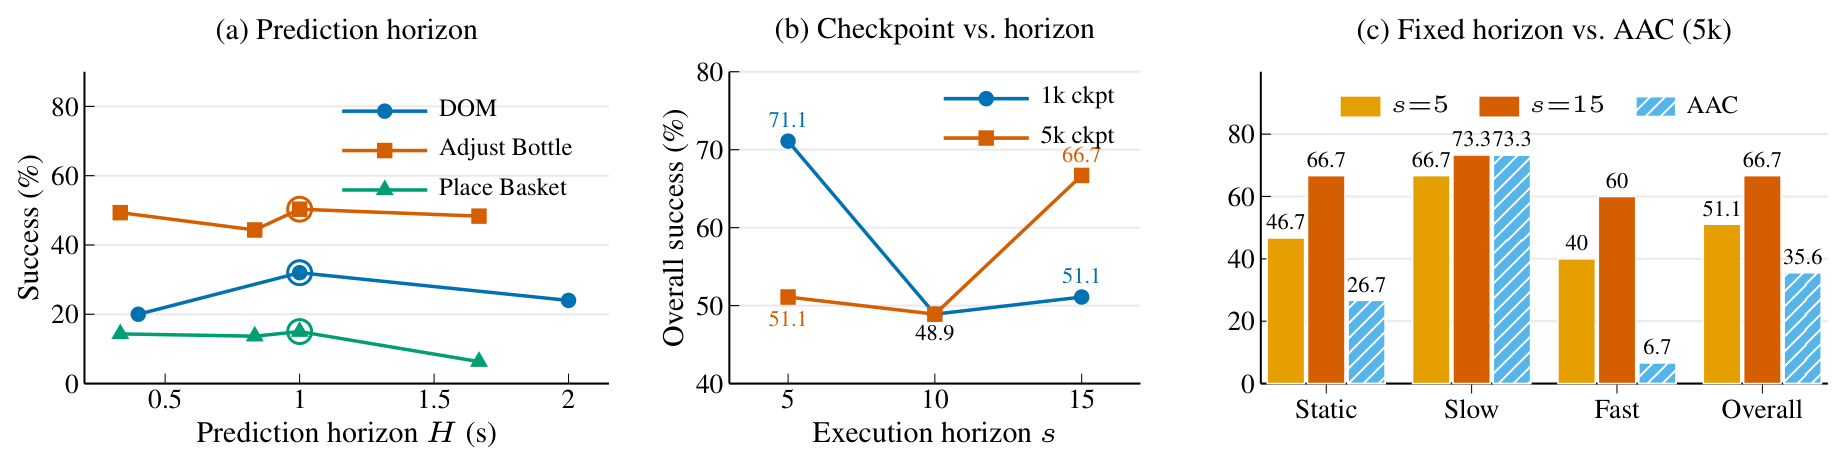 (a) Prediction horizon
Success (%)
80
60
40
20
0
0.5
1
1.5
2
Prediction horizon H (s)
DOM
Adjust Bottle
Place Basket
(b) Checkpoint vs. horizon
Overall success (%)
80
70
60
50
40
5
10
15
Execution horizon s
1k ckpt
5k ckpt
71.1
66.7
51.1
51.1
48.9
(c) Fixed horizon vs. AAC (5k)
s=5
s=15
AAC
80
60
40
20
0
46.7
66.7
26.7
66.7
73.3
73.3
40
60
6.7
51.1
66.7
35.6
Static
Slow
Fast
Overall